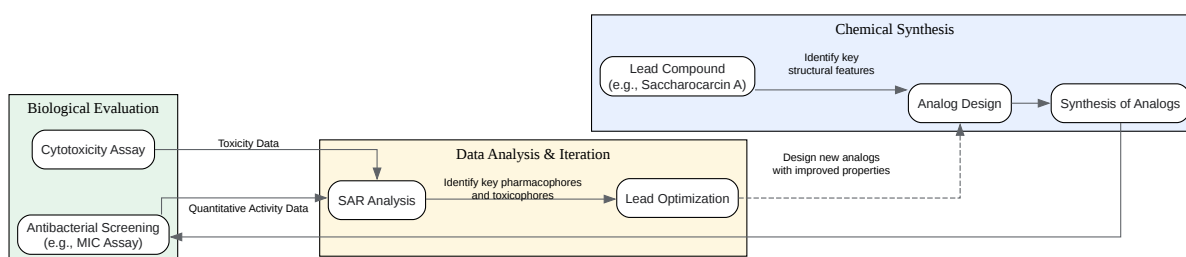 Chemical Synthesis
Lead Compound
(e.g., Saccharocarcin A)
Identify key
structural features
Analog Design
Synthesis of Analogs
Biological Evaluation
Cytotoxicity Assay
Toxicity Data
Antibacterial Screening
(e.g., MIC Assay)
Quantitative Activity Data
Data Analysis & Iteration
SAR Analysis
Identify key pharmacophores
and toxicophores
Lead Optimization
Design new analogs
with improved properties